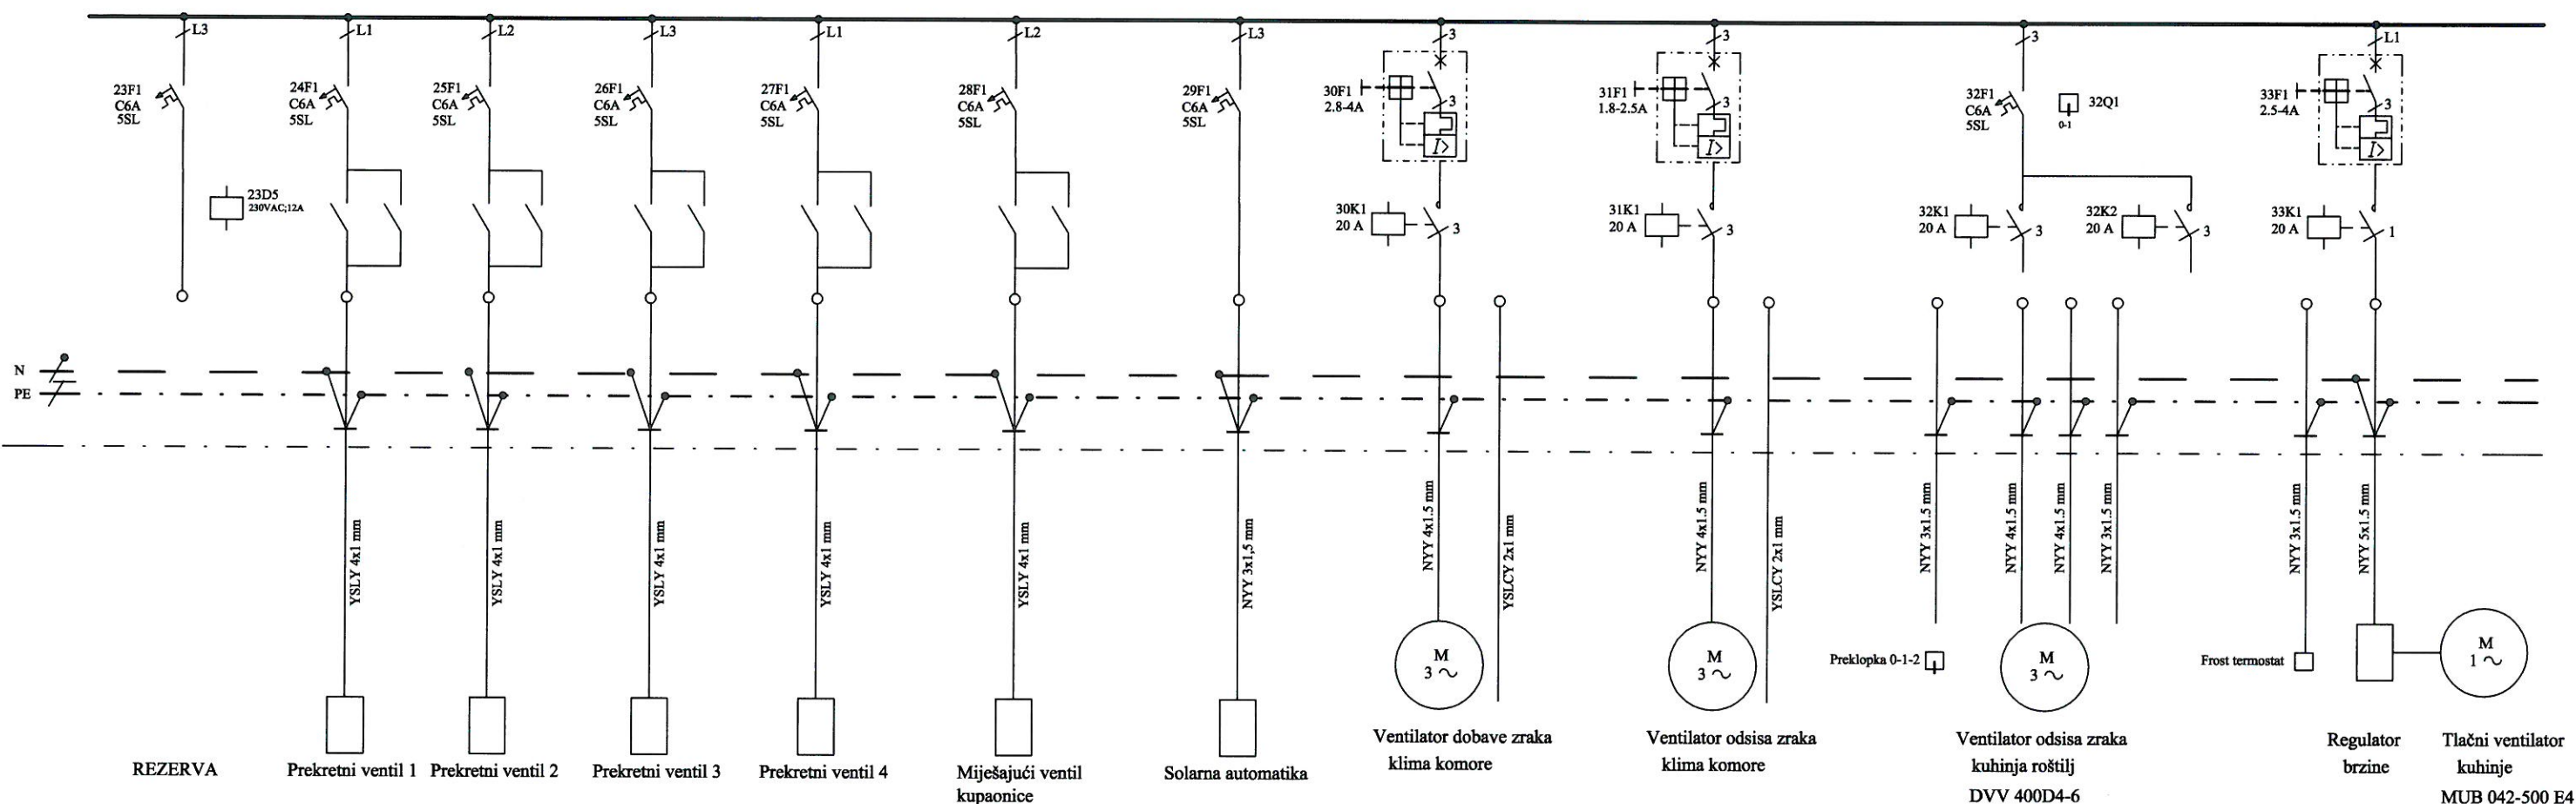 L3
L1
L2
L3
L1
L2
L3
3
3
3
L1
23F1
C6A
5SL
24F1
C6A
5SL
25F1
C6A
5SL
26F1
C6A
5SL
27F1
C6A
5SL
28F1
C6A
5SL
29F1
C6A
5SL
30F1
2.8-4A
3
I>
31F1
1.8-2.5A
3
I>
32F1
C6A
5SL
32Q1
0-1
33F1
2.5-4A
3
I>
23D5
230VAC;12A
30K1
20 A
3
31K1
20 A
3
32K1
20 A
3
32K2
20 A
3
33K1
20 A
1
N
PE
YSLY 4x1 mm
YSLY 4x1 mm
YSLY 4x1 mm
YSLY 4x1 mm
YSLY 4x1 mm
NYY 3x1,5 mm
NYY 4x1.5 mm
YSLCY 2x1 mm
NYY 4x1.5 mm
YSLCY 2x1 mm
NYY 3x1.5 mm
NYY 4x1.5 mm
NYY 4x1.5 mm
NYY 3x1.5 mm
NYY 3x1.5 mm
NYY 5x1.5 mm
M
3 ~
M
3 ~
Preklopka 0-1-2
M
3 ~
Frost termostat
M
1 ~
REZERVA
Prekretni ventil 1
Prekretni ventil 2
Prekretni ventil 3
Prekretni ventil 4
Miješajući ventil
kupaonice
Solarna automatika
Ventilator dobave zraka
klima komore
Ventilator odsisa zraka
klima komore
Ventilator odsisa zraka
kuhinja roštilj
DVV 400D4-6
Regulator
brzine
Tlačni ventilator
kuhinje
MUB 042-500 E4